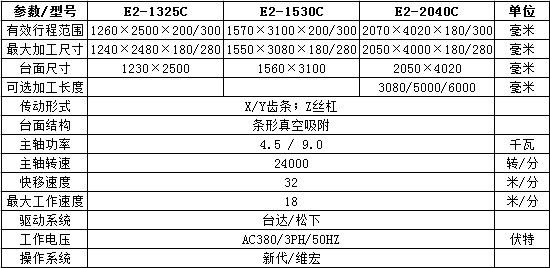 参数/型号 E2-1325C E2-1530C E2-2040C 单位
有效行程范围 1260×2500×200/300 1570×3100×200/300 2070×4020×180/300 毫米
最大加工尺寸 1240×2480×180/280 1550×3080×180/280 2050×4000×180/280 毫米
台面尺寸 1230×2500 1560×3100 2050×4020 毫米
可选加工长度 3080/5000/6000 毫米
传动形式 X/Y齿条；Z丝杠
台面结构 条形真空吸附
主轴功率 4.5 / 9.0 千瓦
主轴转速 24000 转/分
快移速度 32 米/分
最大工作速度 18 米/分
驱动系统 台达/松下
工作电压 AC380/3PH/50HZ 伏特
操作系统 新代/维宏